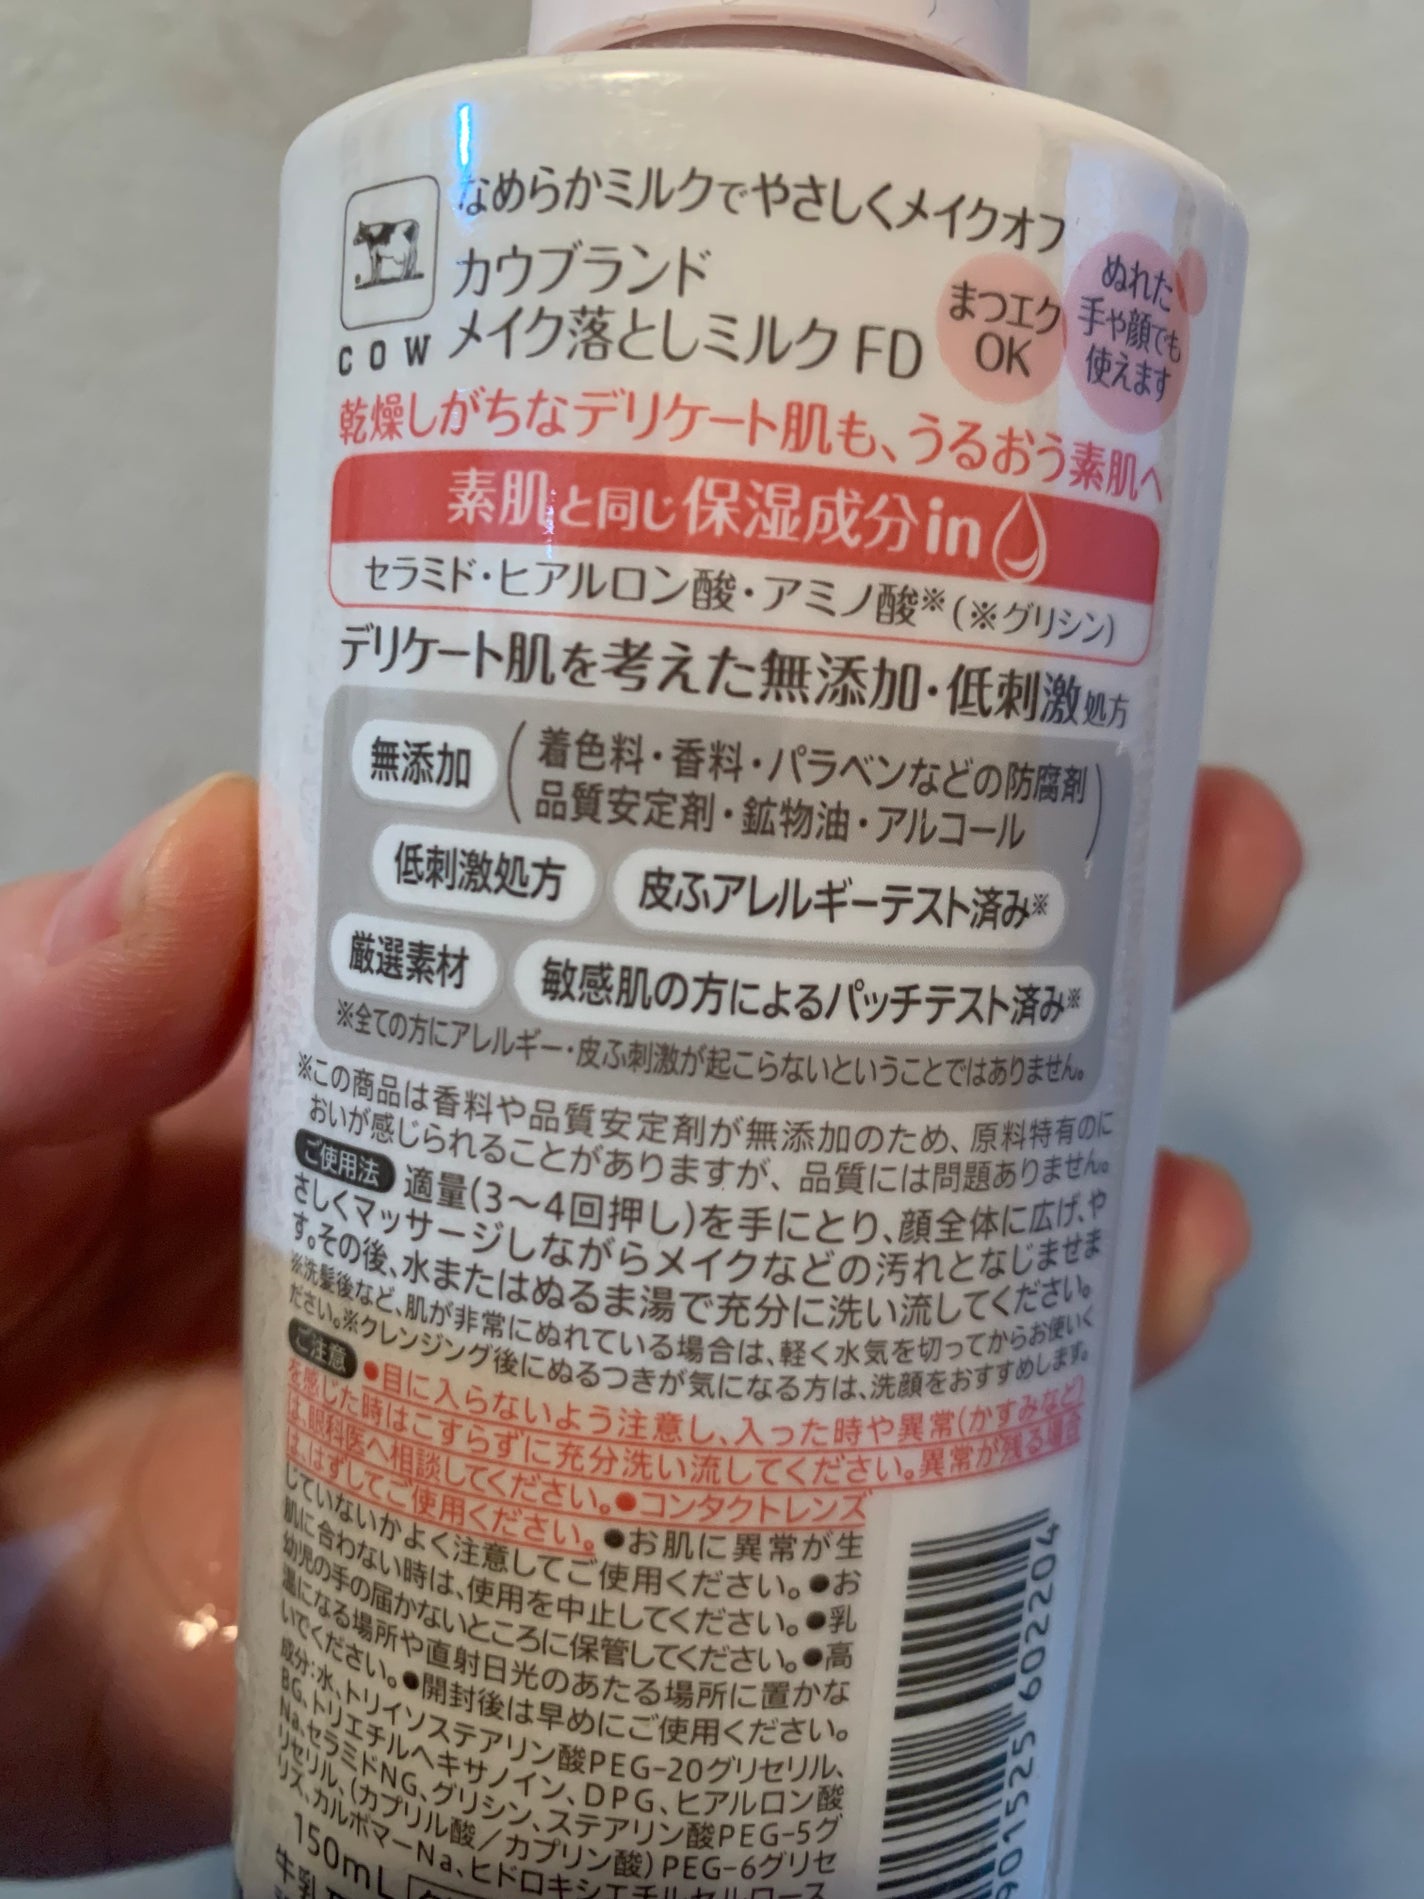 なめらかミルクでやさしくメイクオフ
カウブランド
メイク落としミルク FD
COW
まつエク
OK
ぬれた
手や顔でも
使えます
乾燥しがちなデリケート肌も、うるおう素肌へ
素肌と同じ保湿成分in
セラミド・ヒアルロン酸・アミノ酸※(※グリシン)
デリケート肌を考えた無添加・低刺激処方
無添加
(着色料・香料・パラベンなどの防腐剤
品質安定剤・鉱物油・アルコール)
低刺激処方 皮ふアレルギーテスト済み※
厳選素材 敏感肌の方によるパッチテスト済み※
※全ての方にアレルギー・皮ふ刺激が起こらないということではありません。
※この商品は香料や品質安定剤が無添加のため、原料特有のに
おいが感じられることがありますが、品質には問題ありません。
ご使用法 適量(3〜4回押し)を手にとり、顔全体に広げ、や
さしくマッサージしながらメイクなどの汚れとなじませま
す。その後、水またはぬるま湯で充分に洗い流してください。
※洗髪後など、肌が非常にぬれている場合は、軽く水気を切ってからお使いく
ださい。※クレンジング後にぬるつきが気になる方は、洗顔をおすすめします。
ご注意 ●目に入らないよう注意し、入った時や異常(かすみなど)
を感じた時はこすらずに充分洗い流してください。異常が残る場合
は、眼科医へ相談してください。●コンタクトレンズ
は、はずしてご使用ください。●お肌に異常が生
じていないかよく注意してご使用ください。●お
肌に合わない時は、使用を中止してください。●乳
幼児の手の届かないところに保管してください。●高
温になる場所や直射日光のあたる場所に置かな
いでください。●開封後は早めにご使用ください。
成分:水、トリイソステアリン酸PEG-20グリセリル、
BG、トリエチルヘキサノイン、DPG、ヒアルロン酸
Na、セラミドNG、グリシン、ステアリン酸PEG-5グ
リセリル、(カプリル酸/カプリン酸)PEG-6グリセ
リズ、カルボマーNa、ヒドロキシエチルセルロース
150mL
牛乳
901525 602204